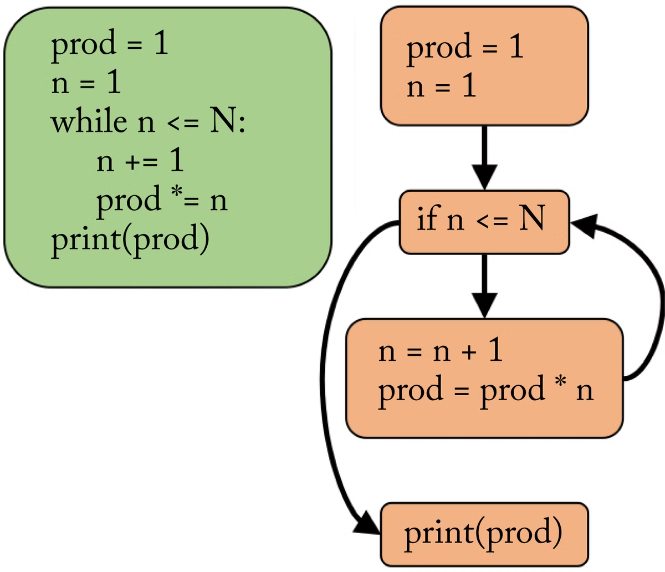 prod = 1
n = 1
while n <= N:
n += 1
prod *= n
print(prod)
prod = 1
n = 1
if n <= N
n = n + 1
prod = prod * n
print(prod)